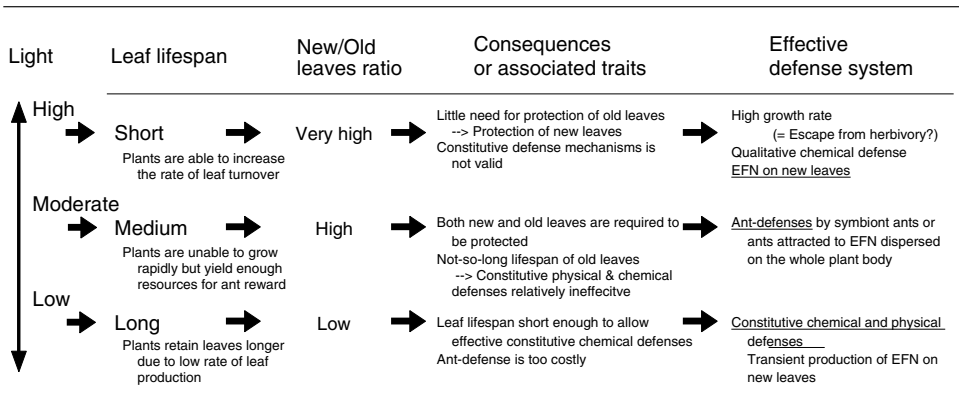 Light
Leaf lifespan
New/Old
leaves ratio
Consequences
or associated traits
Effective
defense system
High
Short
Plants are able to increase
the rate of leaf turnover
Very high
Little need for protection of old leaves
--> Protection of new leaves
Constitutive defense mechanisms is
not valid
High growth rate
(= Escape from herbivory?)
Qualitative chemical defense
EFN on new leaves
Moderate
Medium
Plants are unable to grow
rapidly but yield enough
resources for ant reward
High
Both new and old leaves are required to
be protected
Not-so-long lifespan of old leaves
--> Constitutive physical & chemical
defenses relatively ineffecitve
Ant-defenses by symbiont ants or
ants attracted to EFN dispersed
on the whole plant body
Low
Long
Plants retain leaves longer
due to low rate of leaf
production
Low
Leaf lifespan short enough to allow
effective constitutive chemical defenses
Ant-defense is too costly
Constitutive chemical and physical
defenses
Transient production of EFN on
new leaves